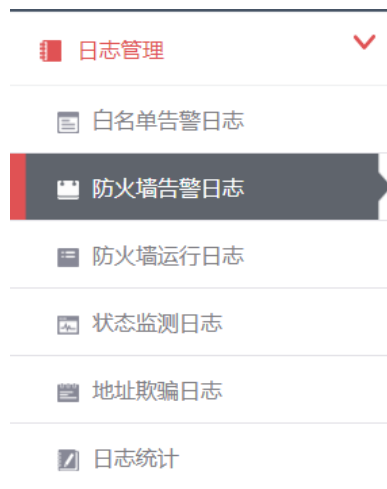 日志管理
白名单告警日志
防火墙告警日志
防火墙运行日志
状态监测日志
地址欺骗日志
日志统计